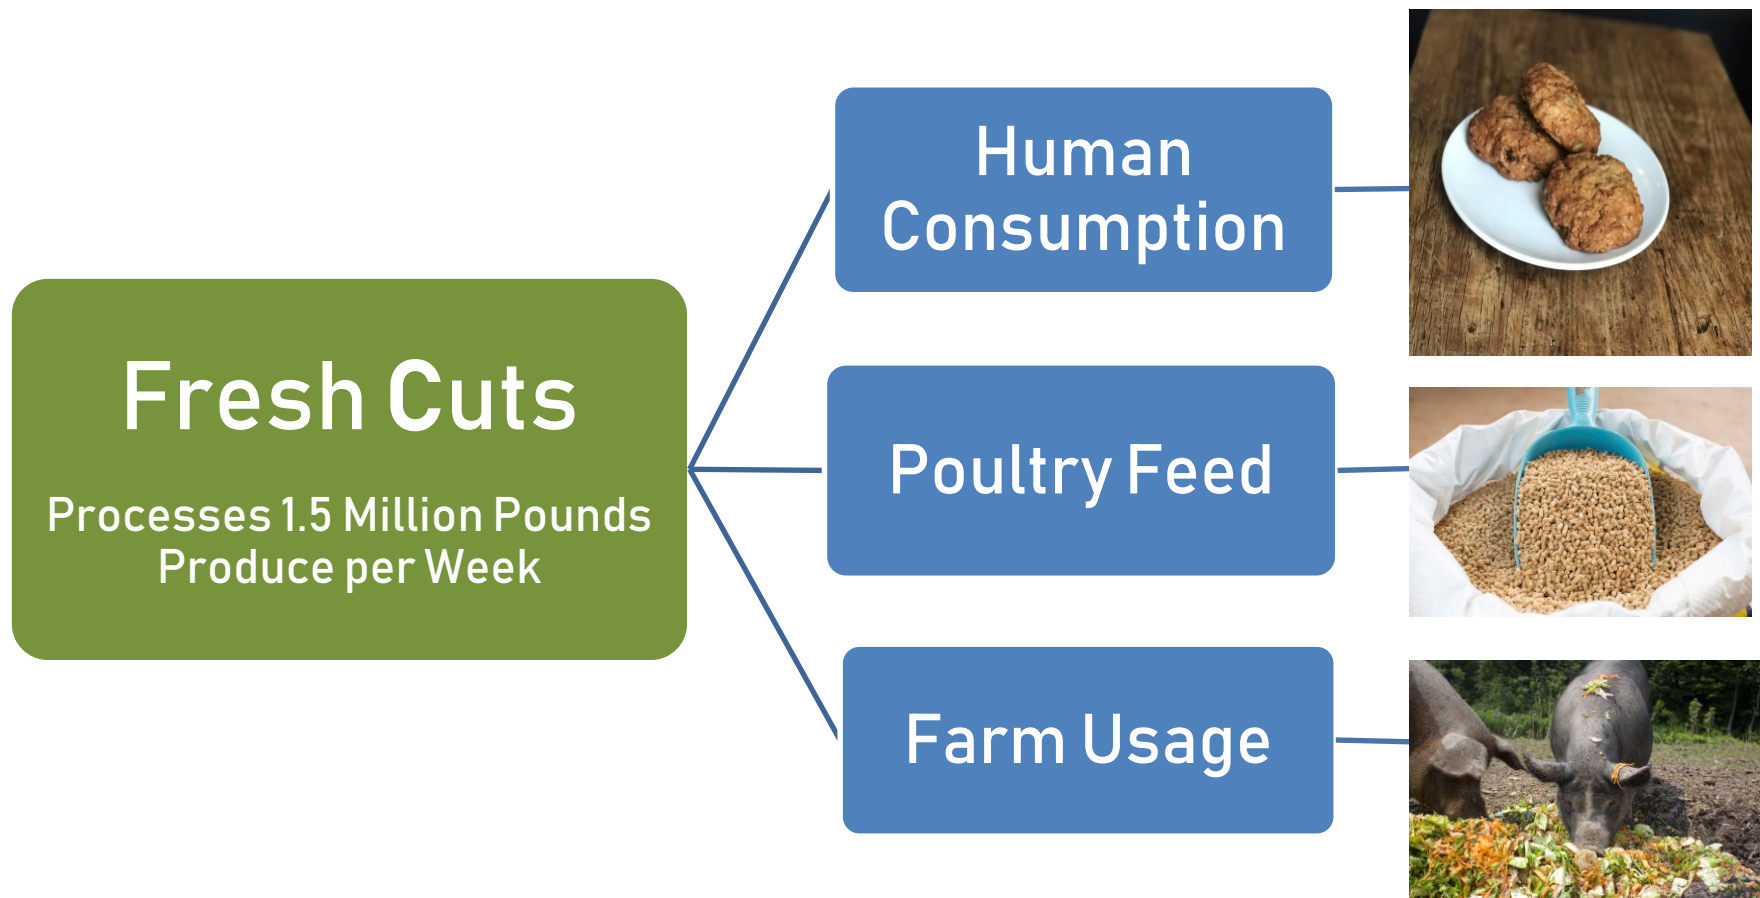 Fresh Cuts
Processes 1.5 Million Pounds
Produce per Week
Human
Consumption
Poultry Feed
Farm Usage